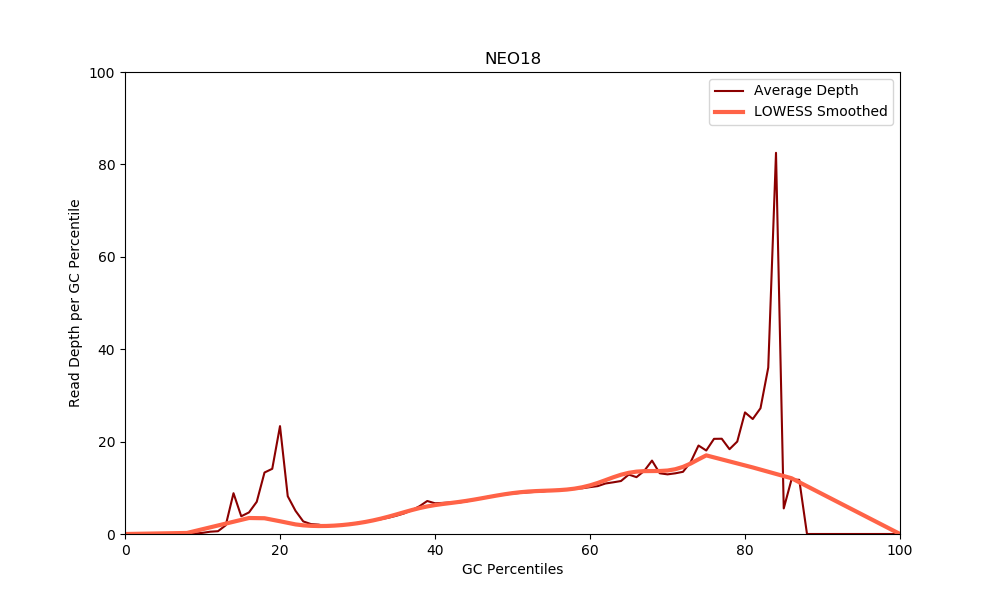 NEO18
100
80
60
40
20
0
Read Depth per GC Percentile
Average Depth
LOWESS Smoothed
0 20 40 60 80 100
GC Percentiles